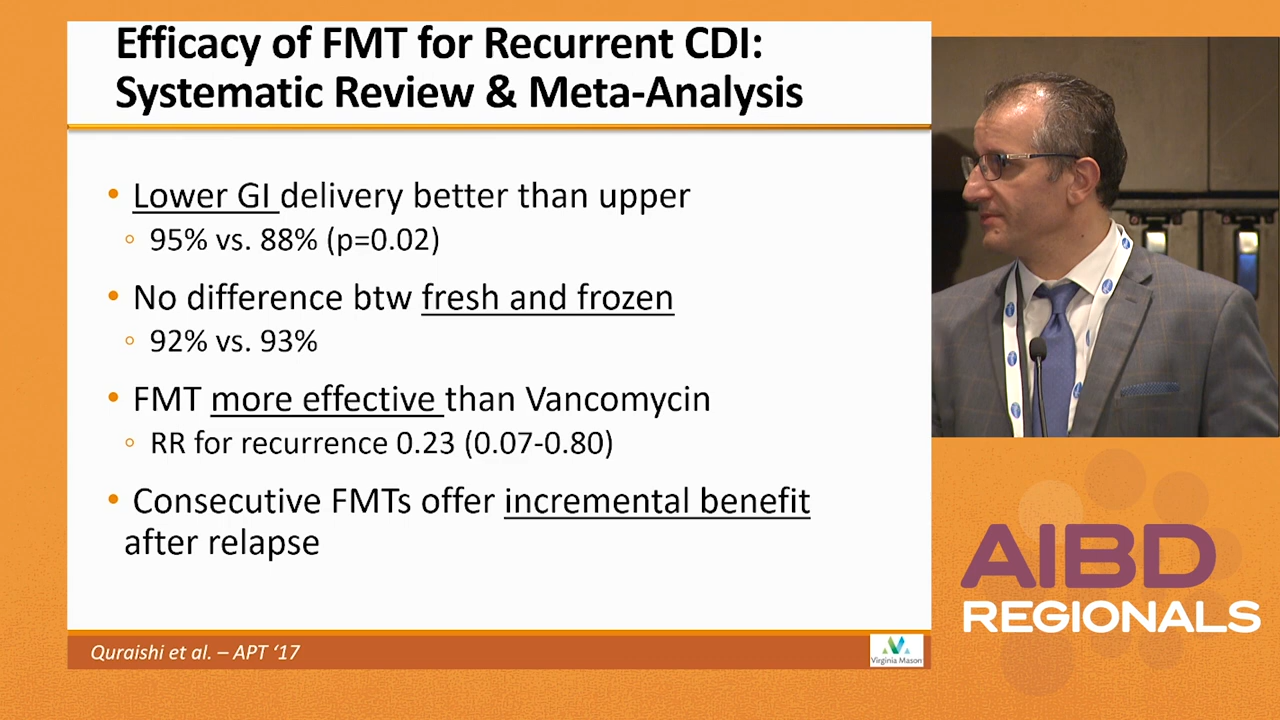 Efficacy of FMT for Recurrent CDI:
Systematic Review & Meta-Analysis
• Lower GI delivery better than upper
◦ 95% vs. 88% (p=0.02)
• No difference btw fresh and frozen
◦ 92% vs. 93%
• FMT more effective than Vancomycin
◦ RR for recurrence 0.23 (0.07-0.80)
• Consecutive FMTs offer incremental benefit
after relapse
Quraishi et al. – APT ‘17
Virginia Mason
AIBD
REGIONALS